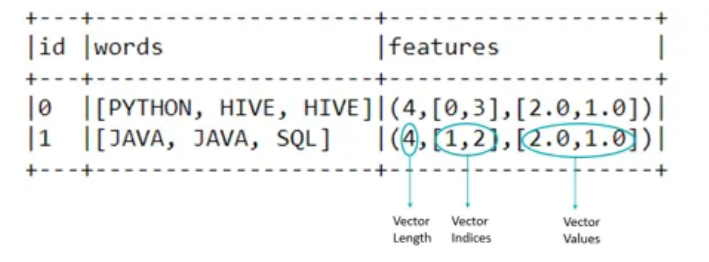 +---+--------------------+-------------------+
|id |words               |features           |
+---+--------------------+-------------------+
|0  |[PYTHON, HIVE, HIVE]|(4,[0,3],[2.0,1.0])|
|1  |[JAVA, JAVA, SQL]   |(4,[1,2],[2.0,1.0])|
+---+--------------------+-------------------+
Vector Vector Vector
Length Indices Values